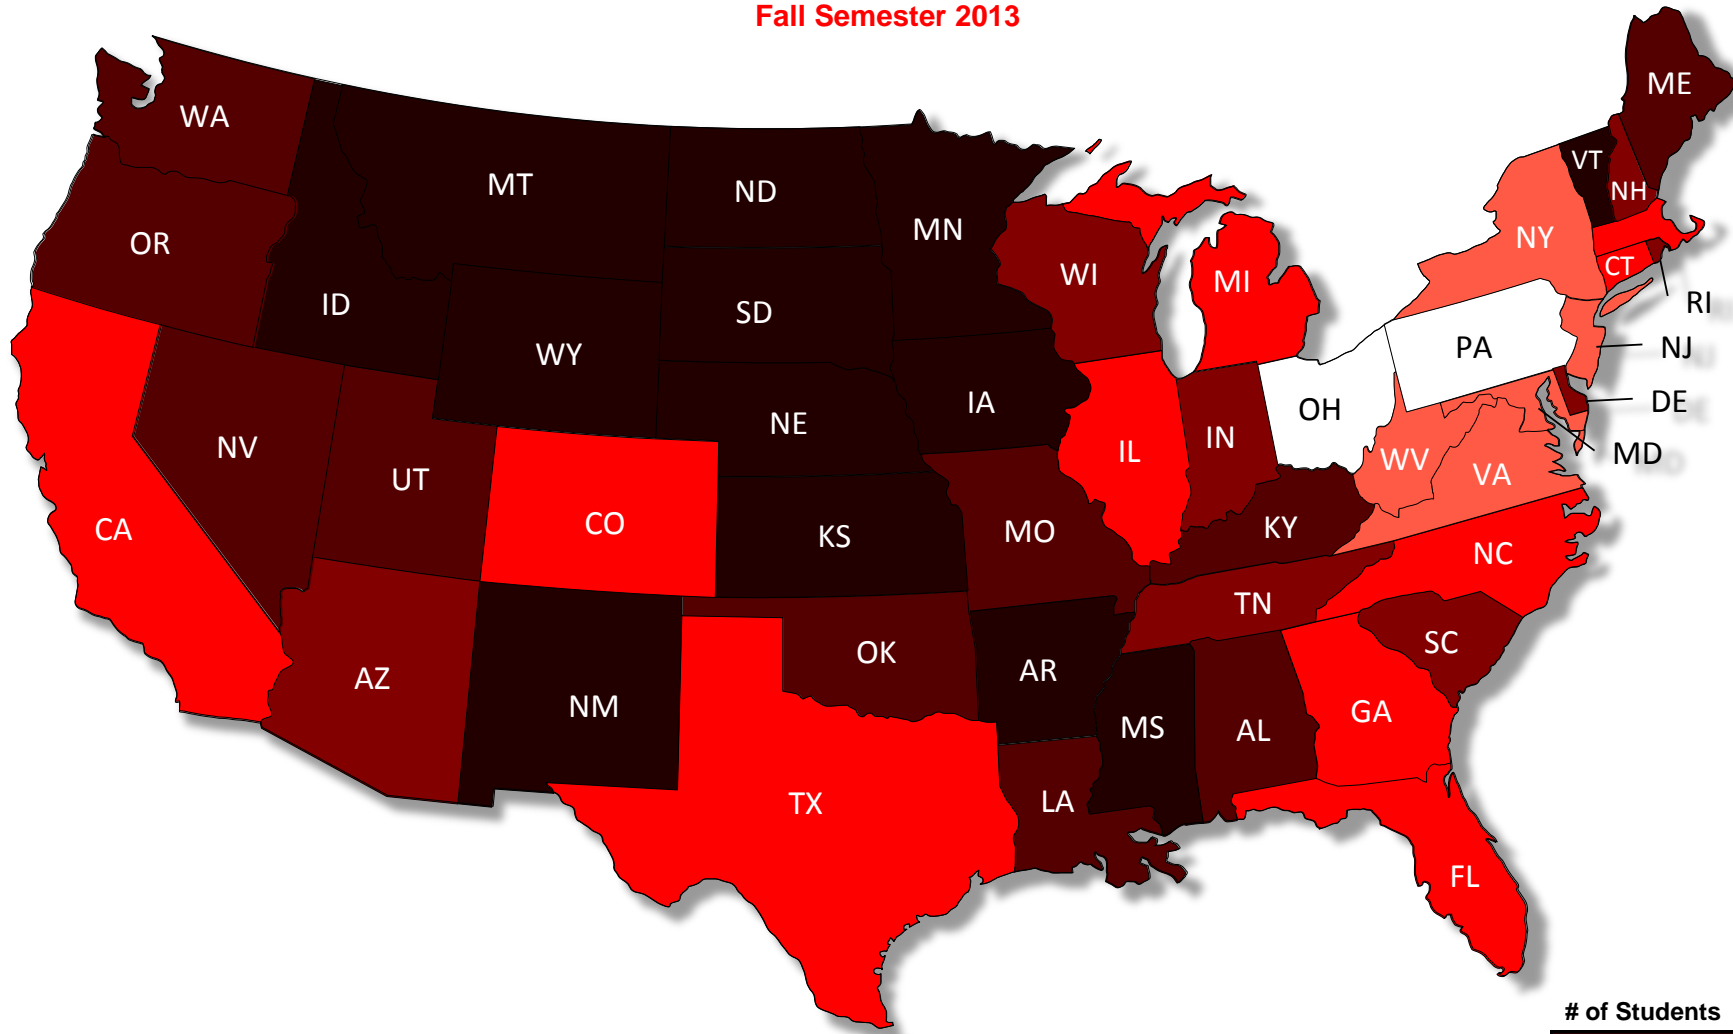 Fall Semester 2013
ME
WA
VT
MT
ND
NH
MN
OR
NY
WI
CT
MI
ID
SD
RI
WY
PA
NJ
IA
DE
NE
OH
IN
NV
IL
MD
WV
UT
VA
CA
CO
KY
MO
KS
NC
TN
SC
OK
AR
AZ
NM
GA
MS
AL
TX
LA
FL
# of Students